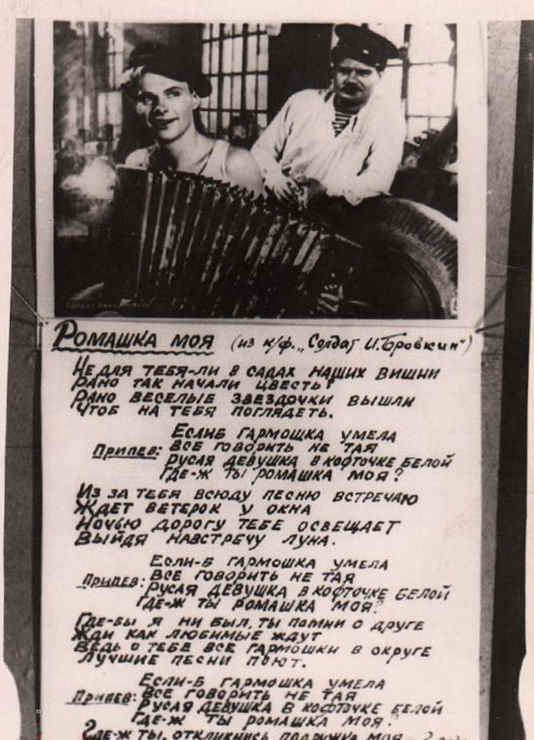 РОМАШКА МОЯ (из к/ф. „Солдат И. Бровкин")
НЕ ДЛЯ ТЕБЯ-ЛИ В САДАХ НАШИХ ВИШНИ
РАНО ТАК НАЧАЛИ ЦВЕСТЬ?
РАНО ВЕСЕЛЫЕ ЗВЕЗДОЧКИ ВЫШЛИ
ЧТОБ НА ТЕБЯ ПОГЛЯДЕТЬ.
ЕСЛИБ ГАРМОШКА УМЕЛА
Припев: ВСЕ ГОВОРИТЬ НЕ ТАЯ
РУСАЯ ДЕВУШКА В КОФТОЧКЕ БЕЛОЙ
ГДЕ-Ж ТЫ РОМАШКА МОЯ?
ИЗ ЗА ТЕБЯ ВСЮДУ ПЕСНЮ ВСТРЕЧАЮ
ЖДЕТ ВЕТЕРОК У ОКНА
НОЧЬЮ ДОРОГУ ТЕБЕ ОСВЕЩАЕТ
ВЫЙДЯ НАВСТРЕЧУ ЛУНА.
ЕСЛИ-Б ГАРМОШКА УМЕЛА
Припев: ВСЕ ГОВОРИТЬ НЕ ТАЯ
РУСАЯ ДЕВУШКА В КОФТОЧКЕ БЕЛОЙ
ГДЕ-Ж ТЫ РОМАШКА МОЯ?
ГДЕ-БЫ Я НИ БЫЛ, ТЫ ПОМНИ О ДРУГЕ
ЖДИ КАК ЛЮБИМЫЕ ЖДУТ
ВЕДЬ О ТЕБЕ ВСЕ ГАРМОШКИ В ОКРУГЕ
ЛУЧШИЕ ПЕСНИ ПОЮТ.
ЕСЛИ-Б ГАРМОШКА УМЕЛА
Припев: ВСЕ ГОВОРИТЬ НЕ ТАЯ
РУСАЯ ДЕВУШКА В КОФТОЧКЕ БЕЛОЙ
ГДЕ-Ж ТЫ РОМАШКА МОЯ?
ГДЕ-Ж ТЫ, ОТКЛИКНИСЬ ПОДРУЖКА МОЯ